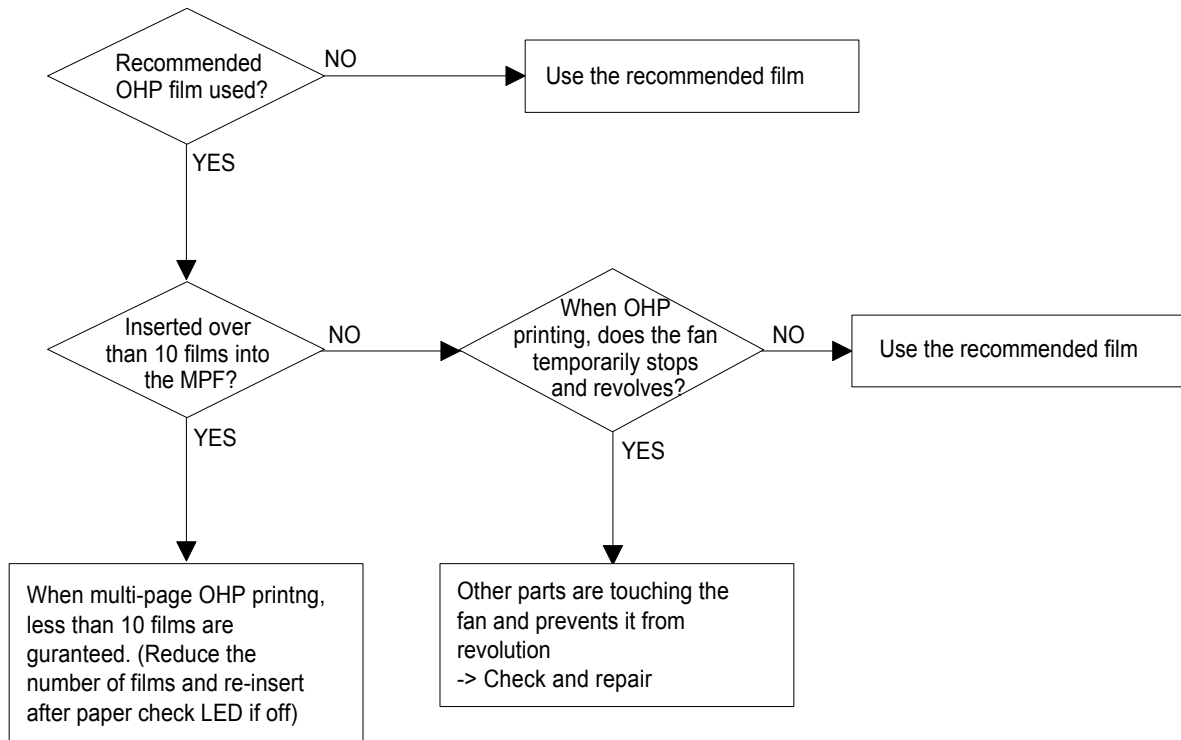 Recommended
OHP film used?
NO
Use the recommended film
YES
Inserted over
than 10 films into
the MPF?
NO
When OHP
printing, does the fan
temporarily stops
and revolves?
NO
Use the recommended film
YES
YES
When multi-page OHP printng,
less than 10 films are
guranteed. (Reduce the
number of films and re-insert
after paper check LED if off)
Other parts are touching the
fan and prevents it from
revolution
-> Check and repair